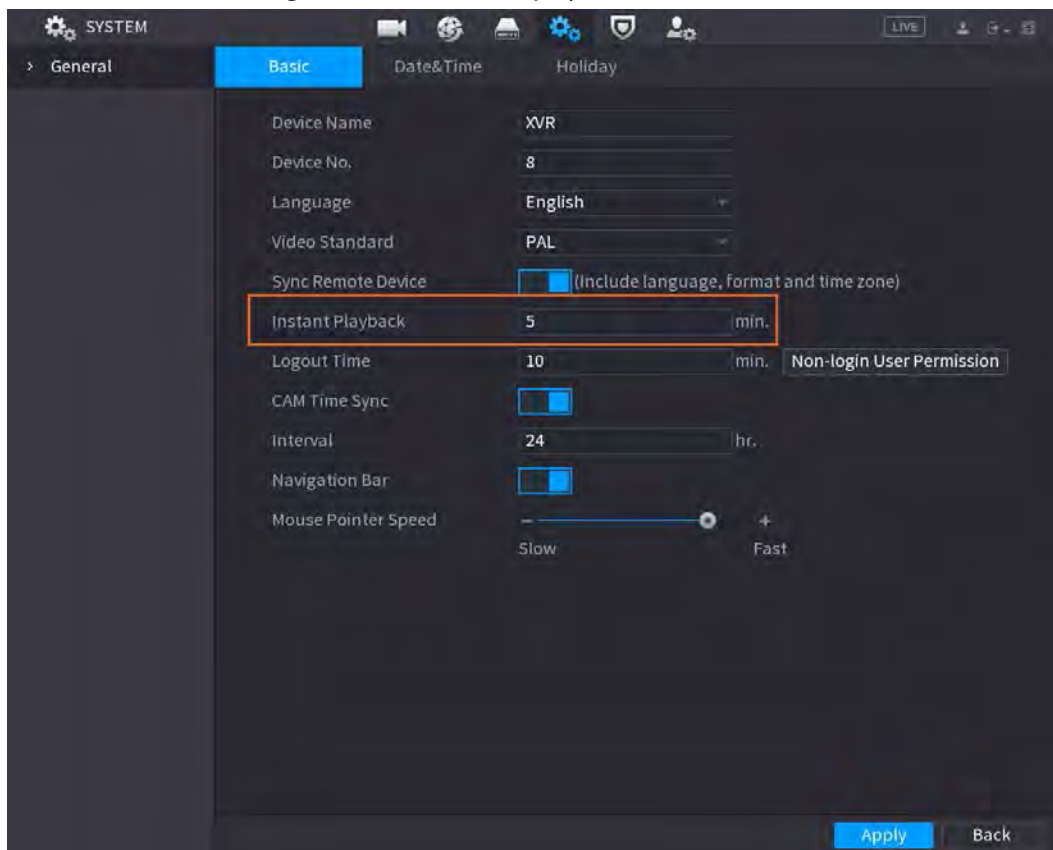 SYSTEM LIVE
> General Basic Date&Time Holiday
Device Name XVR
Device No. 8
Language English
Video Standard PAL
Sync Remote Device (Include language, format and time zone)
Instant Playback 5 min.
Logout Time 10 min. Non-login User Permission
CAM Time Sync
Interval 24 hr.
Navigation Bar
Mouse Pointer Speed - +
Slow Fast
Apply Back